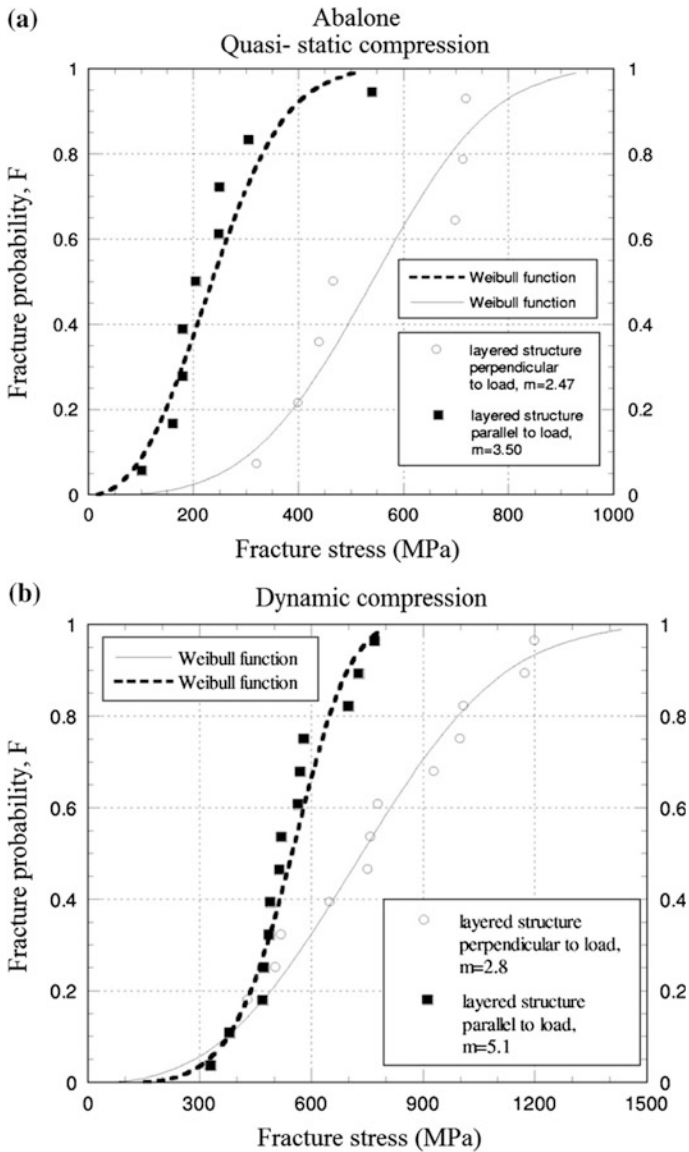 (a)
Abalone
Quasi- static compression
1
0.8
0.6
0.4
0.2
0
Fracture probability, F
1
0.8
0.6
0.4
0.2
0
Weibull function
Weibull function
layered structure
perpendicular
to load, m=2.47
layered structure
parallel to load,
m=3.50
0 200 400 600 800 1000
Fracture stress (MPa)
(b)
Dynamic compression
1
0.8
0.6
0.4
0.2
0
Fracture probability, F
1
0.8
0.6
0.4
0.2
0
Weibull function
Weibull function
layered structure
perpendicular to load,
m=2.8
layered structure
parallel to load,
m=5.1
0 300 600 900 1200 1500
Fracture stress (MPa)